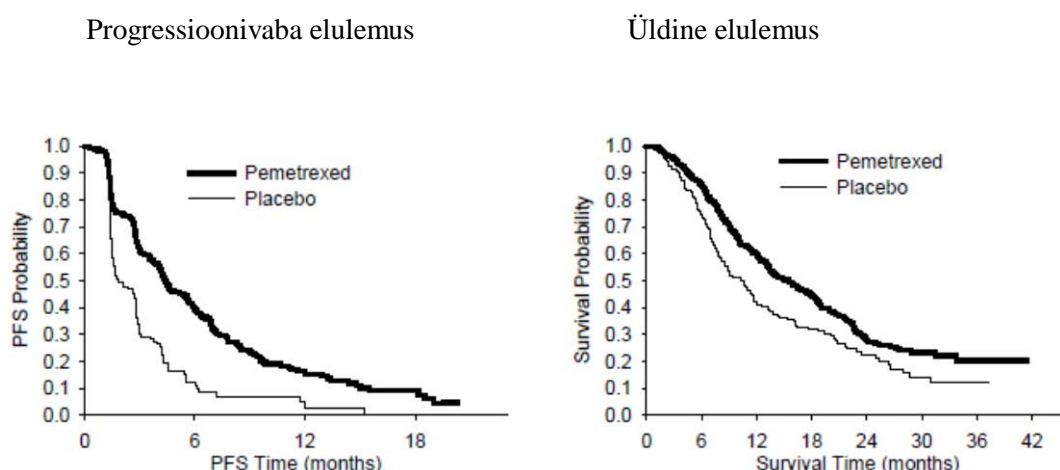 Progressioonivaba elulemus
Üldine elulemus
PFS Probability
1.0
0.9
0.8
0.7
0.6
0.5
0.4
0.3
0.2
0.1
0.0
Pemetrexed
Placebo
0 6 12 18
PFS Time (months)
Survival Probability
1.0
0.9
0.8
0.7
0.6
0.5
0.4
0.3
0.2
0.1
0.0
Pemetrexed
Placebo
0 6 12 18 24 30 36 42
Survival Time (months)